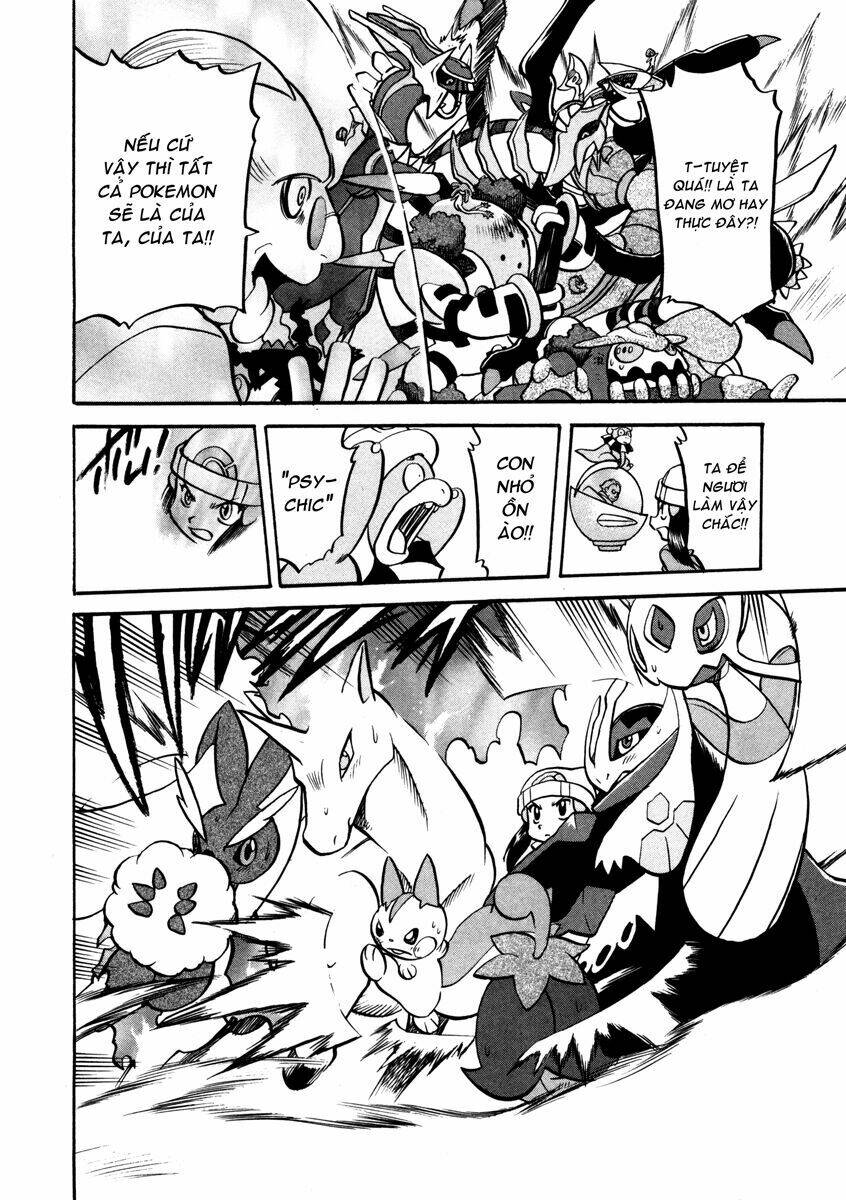 T-TUYỆT
QUÁ!! LÀ TA
ĐANG MƠ HAY
THỰC ĐÂY?!
NẾU CỨ
VẬY THÌ TẤT
CẢ POKEMON
SẼ LÀ CỦA
TA, CỦA TA!!
TA ĐỂ
NGƯƠI
LÀM VẬY
CHẮC!!
CON
NHỎ
ỒN
ÀO!!
"PSY-
CHIC"